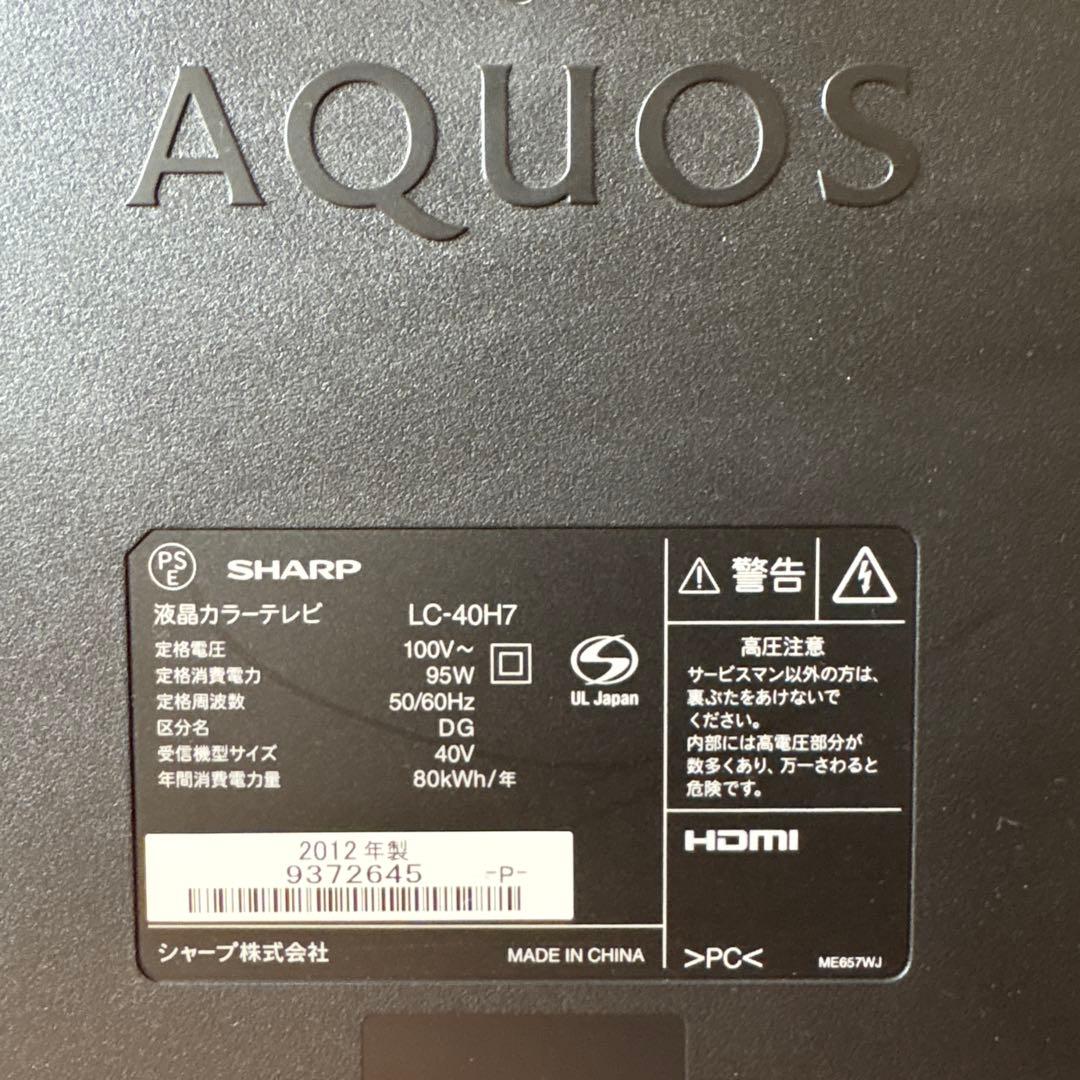 AQUOS
PSE SHARP
液晶カラーテレビ LC-40H7
定格電圧 100V～
定格消費電力 95W
定格周波数 50/60Hz
区分名 DG
受信機型サイズ 40V
年間消費電力量 80kWh/年
UL Japan
2012年製
9372645 -P-
シャープ株式会社 MADE IN CHINA
警告
高圧注意
サービスマン以外の方は、
裏ぶたをあけないで
ください。
内部には高電圧部分が
数多くあり、万一さわると
危険です。
HDMI
>PC< ME657WJ